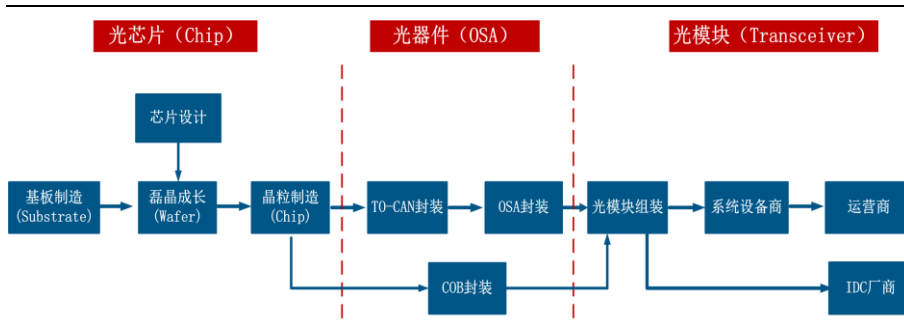 光芯片（Chip）
光器件（OSA）
光模块（Transceiver）
芯片设计
基板制造
(Substrate)
磊晶成长
(Wafer)
晶粒制造
(Chip)
TO-CAN封装
OSA封装
光模块组装
系统设备商
运营商
COB封装
IDC厂商